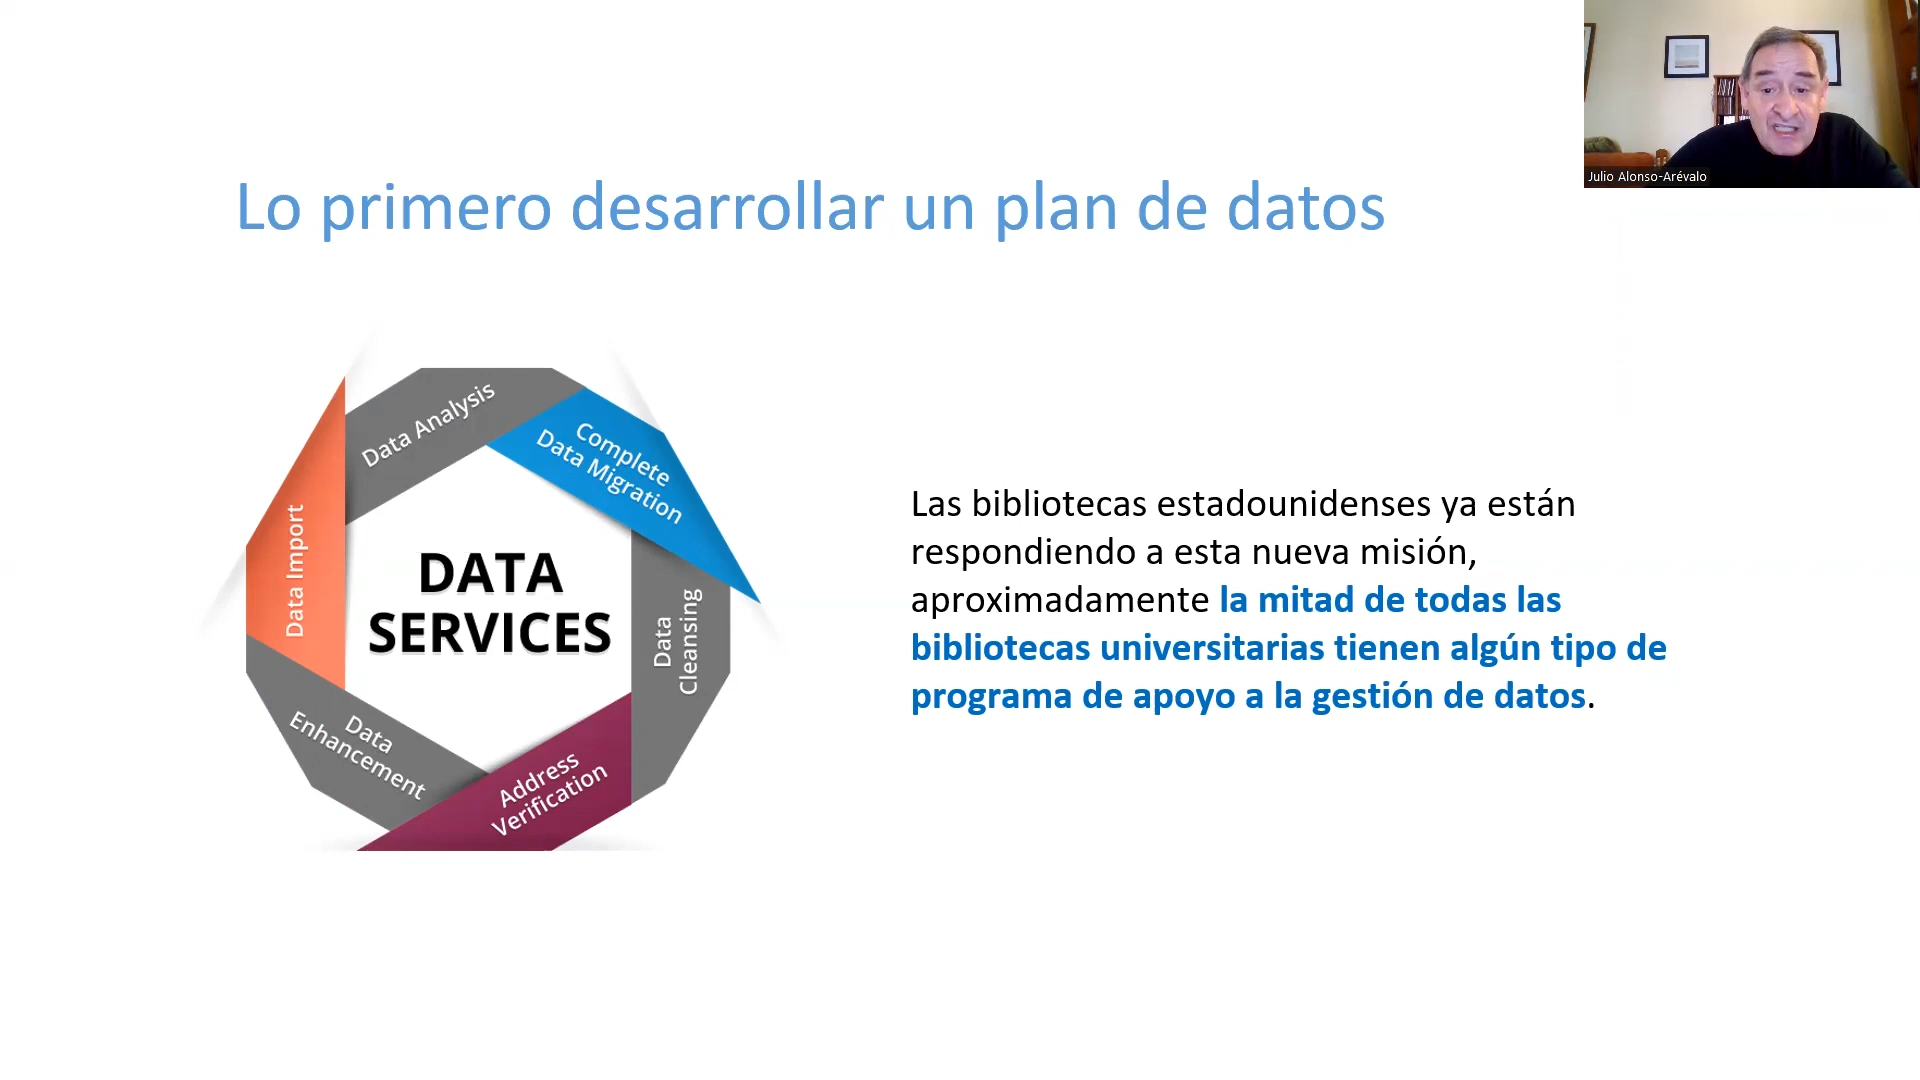 Julio Alonso-Arévalo
Lo primero desarrollar un plan de datos
Data Analysis
Complete
Data Migration
Data Import
DATA
SERVICES
Data
Cleansing
Data
Enhancement
Address
Verification
Las bibliotecas estadounidenses ya están
respondiendo a esta nueva misión,
aproximadamente la mitad de todas las
bibliotecas universitarias tienen algún tipo de
programa de apoyo a la gestión de datos.